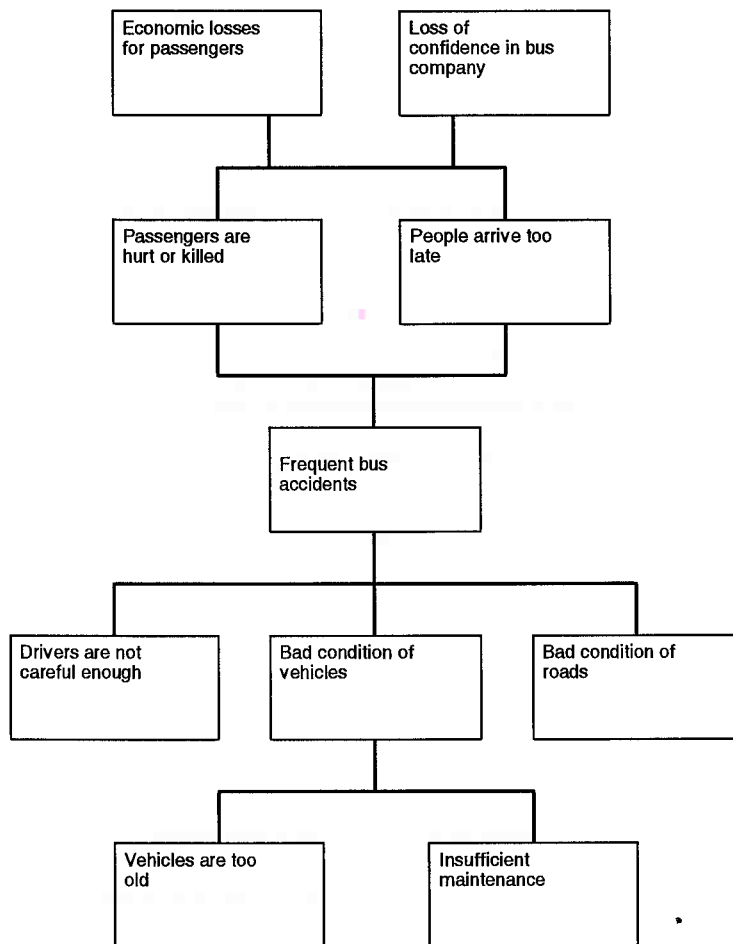 Economic losses
for passengers
Loss of
confidence in bus
company
Passengers are
hurt or killed
People arrive too
late
Frequent bus
accidents
Drivers are not
careful enough
Bad condition of
vehicles
Bad condition of
roads
Vehicles are too
old
Insufficient
maintenance